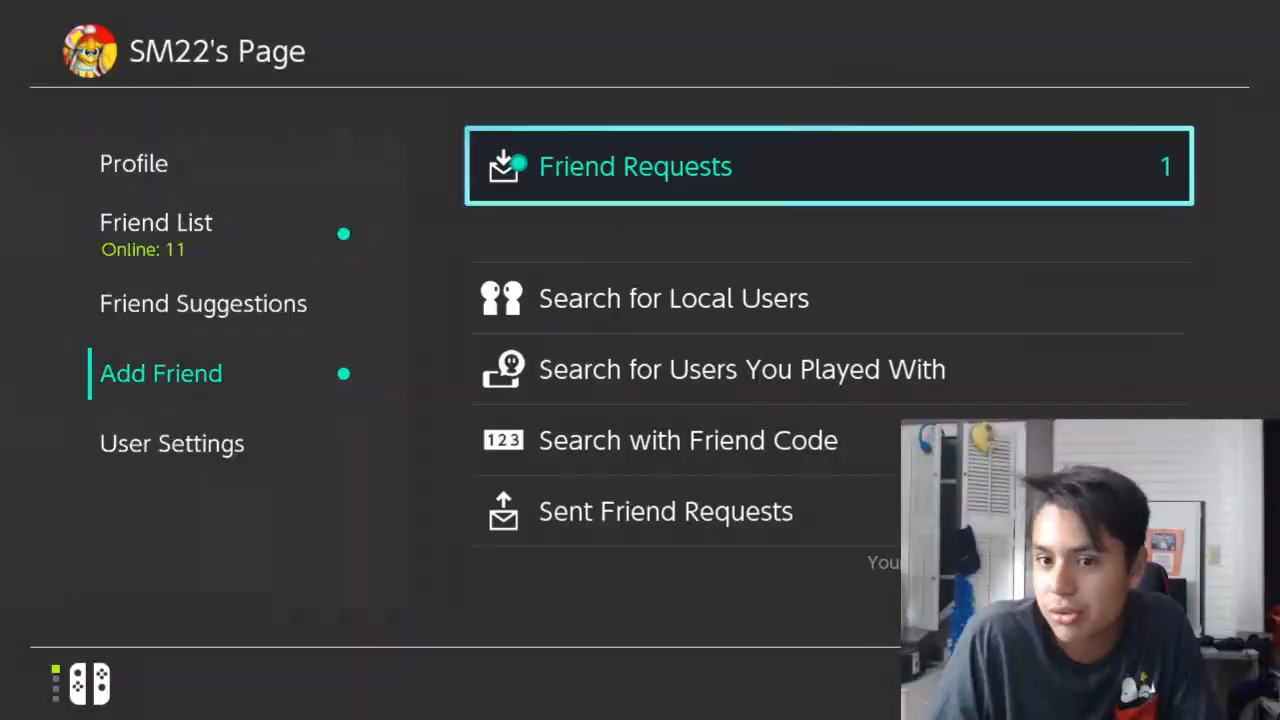 SM22's Page
Profile
Friend List
Online: 11
Friend Suggestions
Add Friend
User Settings
Friend Requests 1
Search for Local Users
Search for Users You Played With
123 Search with Friend Code
Sent Friend Requests